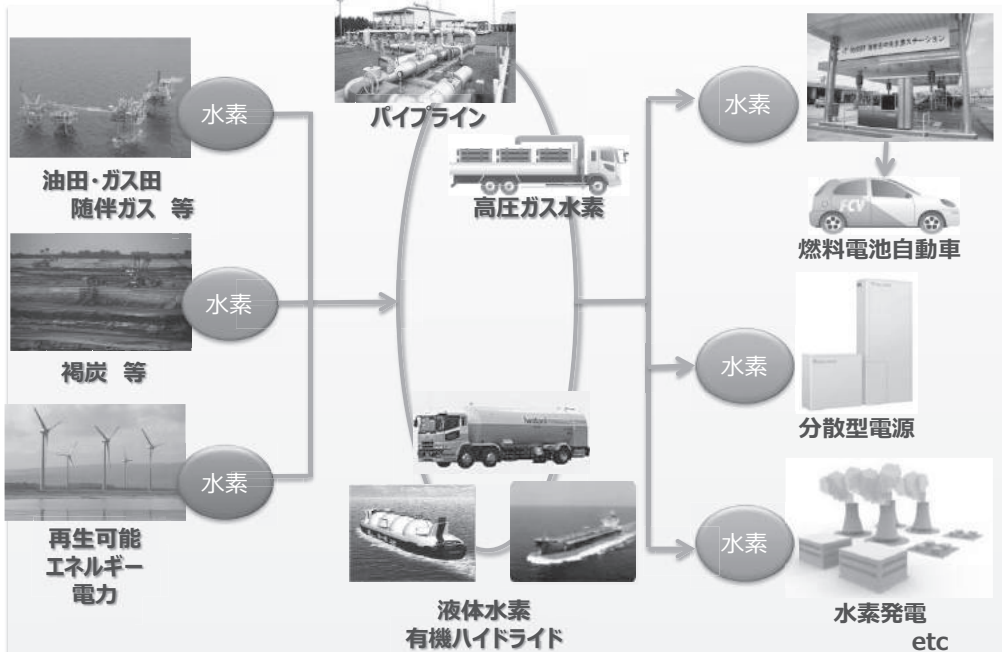 水素
油田・ガス田
随伴ガス 等
水素
褐炭 等
水素
再生可能
エネルギー
電力
パイプライン
高圧ガス水素
液体水素
有機ハイドライド
水素
FCV
燃料電池自動車
水素
分散型電源
水素
水素発電
etc